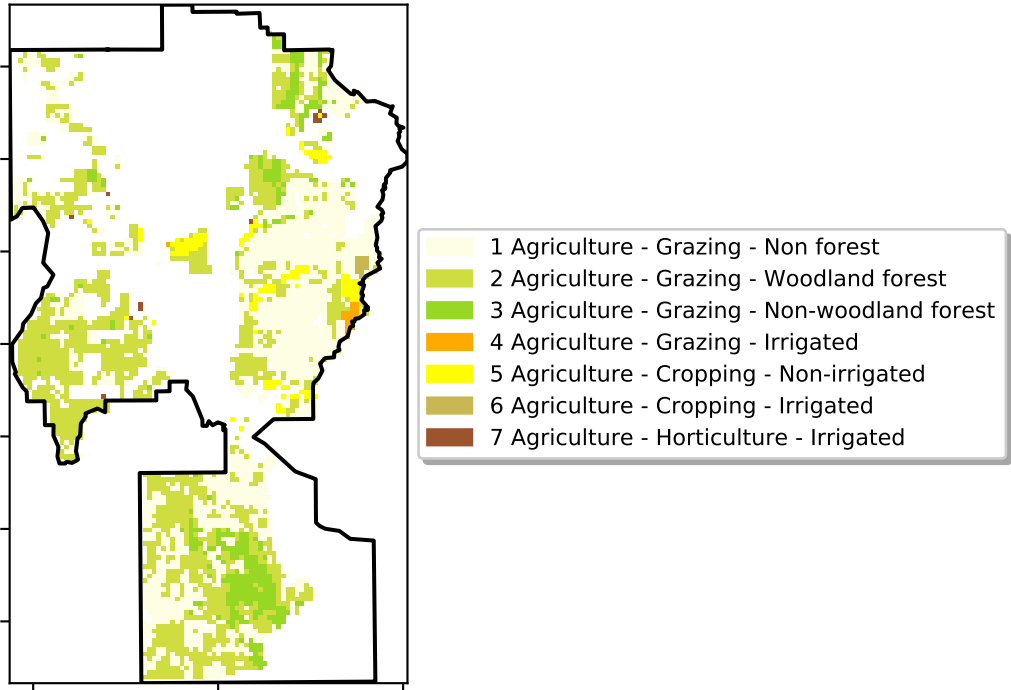 1 Agriculture - Grazing - Non forest
2 Agriculture - Grazing - Woodland forest
3 Agriculture - Grazing - Non-woodland forest
4 Agriculture - Grazing - Irrigated
5 Agriculture - Cropping - Non-irrigated
6 Agriculture - Cropping - Irrigated
7 Agriculture - Horticulture - Irrigated